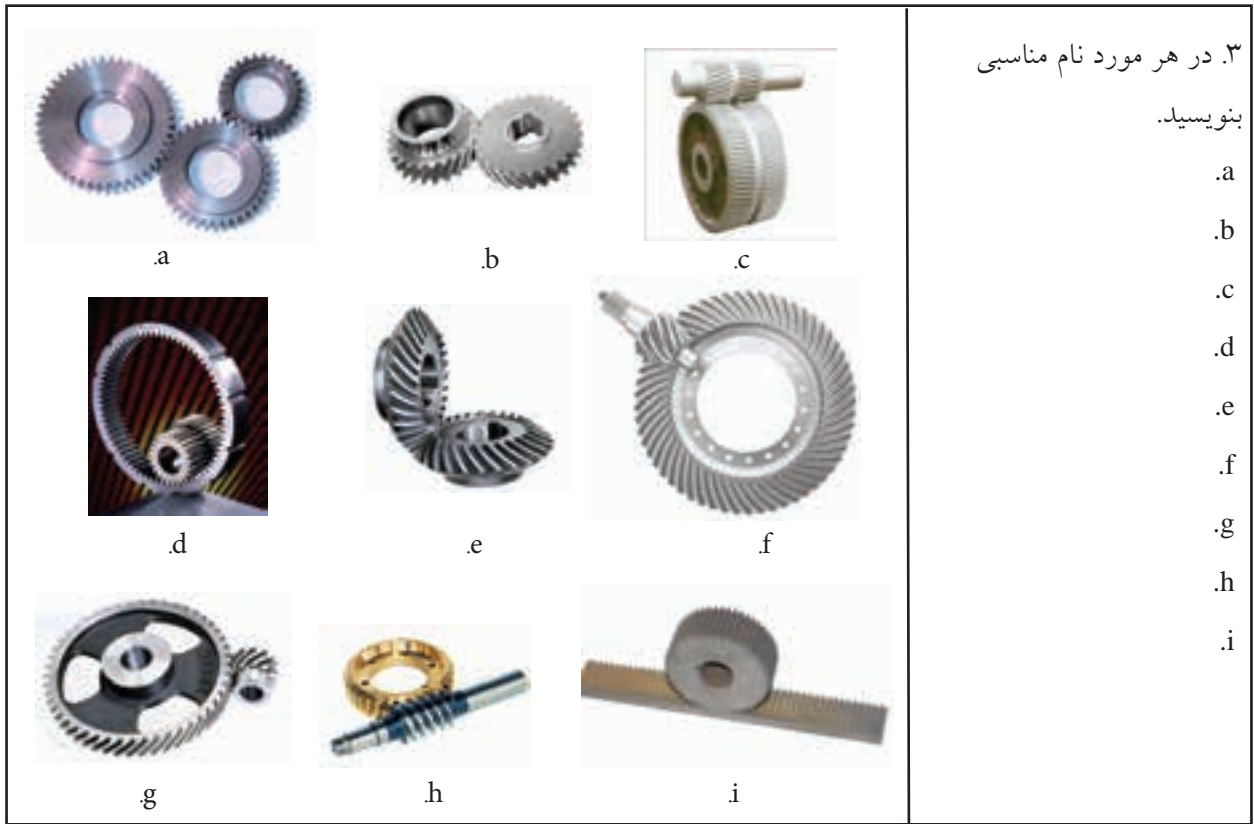 ۳. در هر مورد نام مناسبی
بنویسید.
.a
.b
.c
.d
.e
.f
.g
.h
.i
.a
.b
.c
.d
.e
.f
.g
.h
.i